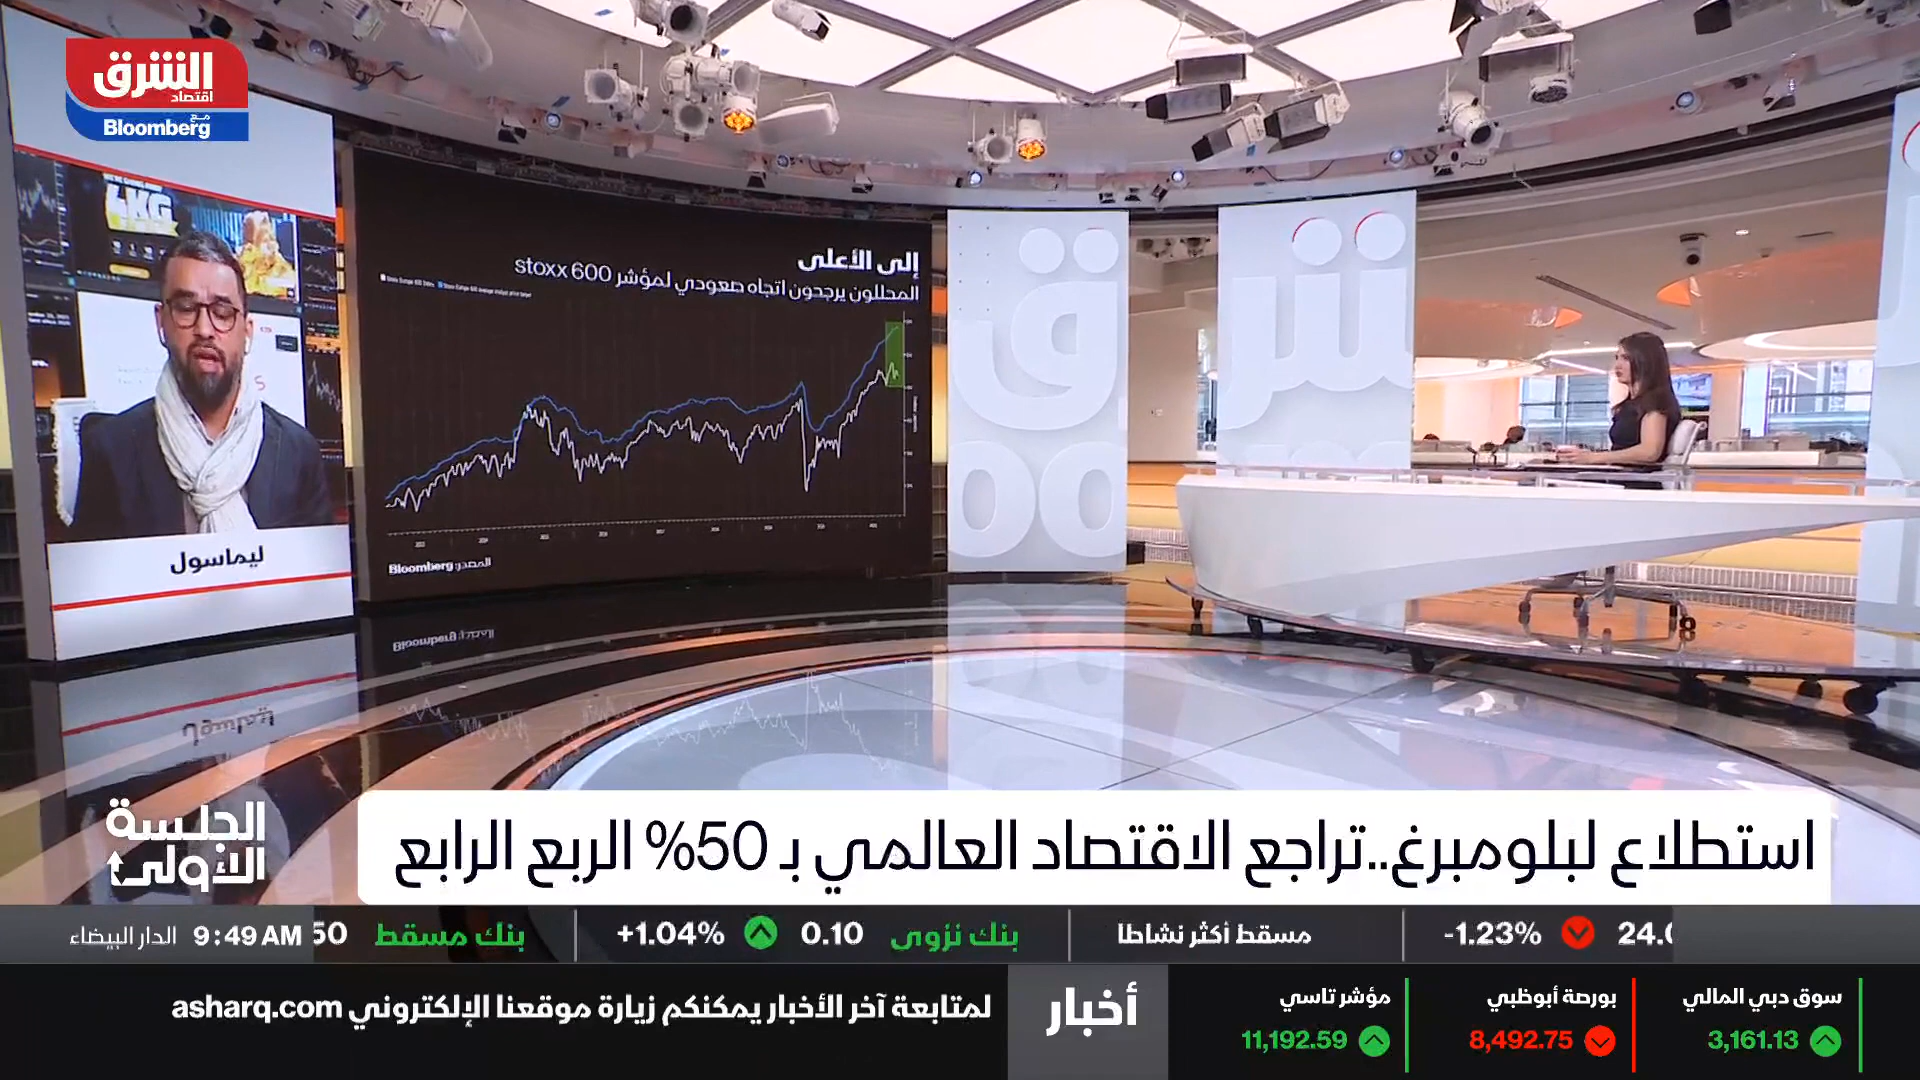 الشرق
اقتصاد
مع
Bloomberg
4KG
إلى الأعلى
المحللون يرجحون اتجاه صعودي لمؤشر stoxx 600
المصدر: Bloomberg
ليماسول
الجلسة
الأولى
استطلاع لبلومبرغ..تراجع الاقتصاد العالمي بـ 50% الربع الرابع
24.0 -1.23%
مسقط أكثر نشاطا
بنك نزوى 0.10 +1.04%
بنك مسقط 50
9:49 AM الدار البيضاء
سوق دبي المالي
3,161.13
بورصة أبوظبي
8,492.75
مؤشر تاسي
11,192.59
أخبار
لمتابعة آخر الأخبار يمكنكم زيارة موقعنا الإلكتروني asharq.com